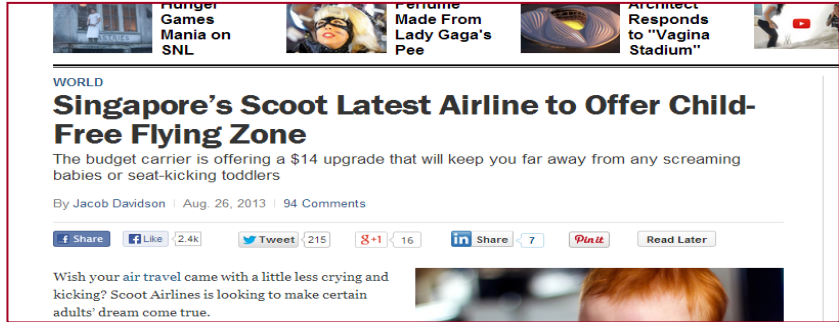 Hunger
Games
Mania on
SNL
Perfume
Made From
Lady Gaga's
Pee
Architect
Responds
to "Vagina
Stadium"
WORLD
Singapore's Scoot Latest Airline to Offer Child-
Free Flying Zone
The budget carrier is offering a $14 upgrade that will keep you far away from any screaming
babies or seat-kicking toddlers
By Jacob Davidson | Aug. 26, 2013 | 94 Comments
Share Like 2.4k Tweet 215 g+1 16 in Share 7 Pin it Read Later
Wish your air travel came with a little less crying and
kicking? Scoot Airlines is looking to make certain
adults' dream come true.